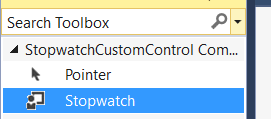 Search Toolbox
StopwatchCustomControl Com...
Pointer
Stopwatch